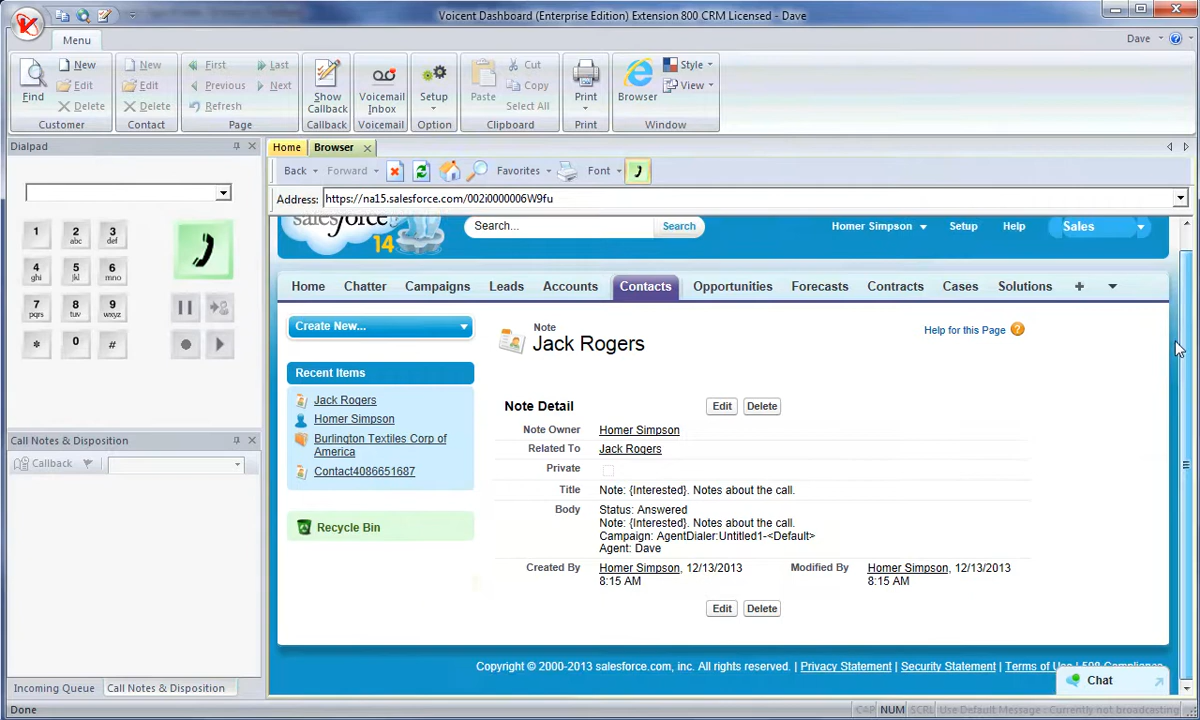 Voicent Dashboard (Enterprise Edition) Extension 800 CRM Licensed - Dave
Menu
Dave
Find
New
Edit
Delete
Customer
New
Edit
Delete
Contact
First
Last
Previous
Next
Refresh
Page
Show
Callback
Callback
Voicemail
Inbox
Voicemail
Setup
Option
Paste
Cut
Copy
Select All
Clipboard
Print
Print
Browser
Style
View
Window
Dialpad
1
2
abc
3
def
4
ghi
5
jkl
6
mno
7
pqrs
8
tuv
9
wxyz
*
0
#
Call Notes & Disposition
Callback
Incoming Queue
Call Notes & Disposition
Home
Browser
Back
Forward
Favorites
Font
Address:
https://na15.salesforce.com/002i0000006W9fu
salesforce
14
Search...
Search
Homer Simpson
Setup
Help
Sales
Home
Chatter
Campaigns
Leads
Accounts
Contacts
Opportunities
Forecasts
Contracts
Cases
Solutions
+
Create New...
Recent Items
Jack Rogers
Homer Simpson
Burlington Textiles Corp of
America
Contact4086651687
Recycle Bin
Note
Jack Rogers
Help for this Page ?
Note Detail
Edit
Delete
Note Owner
Homer Simpson
Related To
Jack Rogers
Private
Title
Note: {Interested}. Notes about the call.
Body
Status: Answered
Note: {Interested}. Notes about the call.
Campaign: AgentDialer:Untitled1-<Default>
Agent: Dave
Created By
Homer Simpson, 12/13/2013
8:15 AM
Modified By
Homer Simpson, 12/13/2013
8:15 AM
Edit
Delete
Copyright © 2000-2013 salesforce.com, inc. All rights reserved. | Privacy Statement | Security Statement | Terms of Use | 508 Compliance
Chat
Done
CAP
NUM
SCRL
Use Default Message : Currently not broadcasting